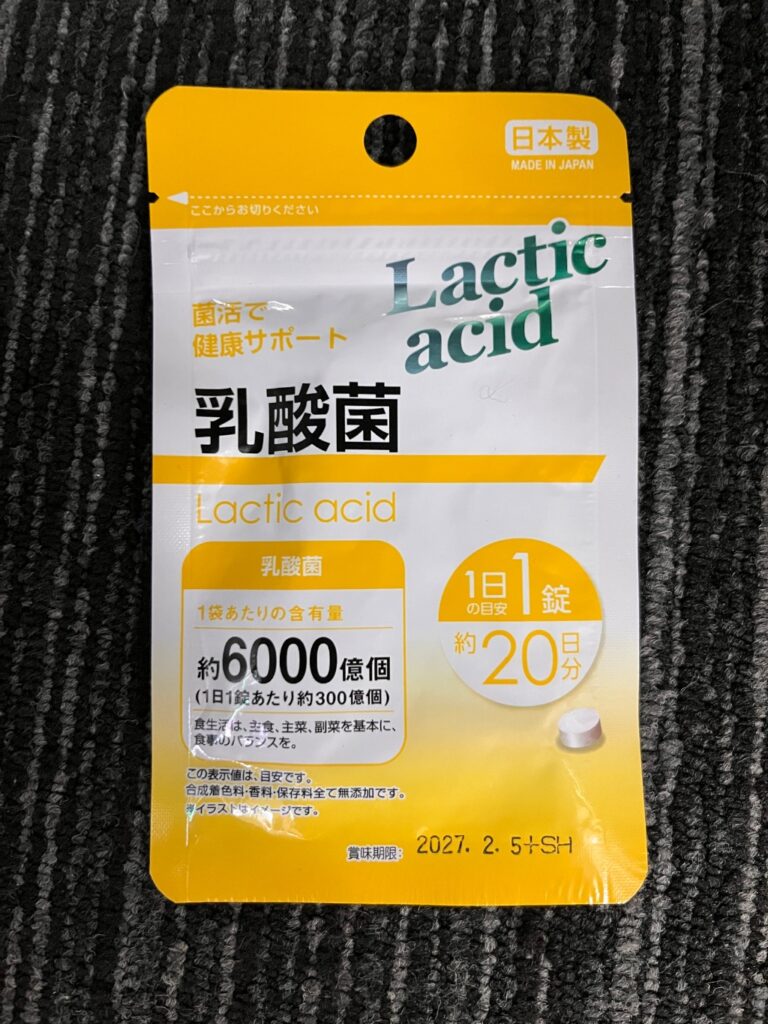 日本製
MADE IN JAPAN
ここからお切りください
Lactic
acid
菌活で
健康サポート
乳酸菌
Lactic acid
乳酸菌
1袋あたりの含有量
約6000億個
(1日1錠あたり約300億個)
食生活は、主食、主菜、副菜を基本に、
食事のバランスを。
1日1錠
の目安
約20日分
この表示値は、目安です。
合成着色料・香料・保存料全て無添加です。
※イラストはイメージです。
賞味期限: 2027. 2. 5+SH